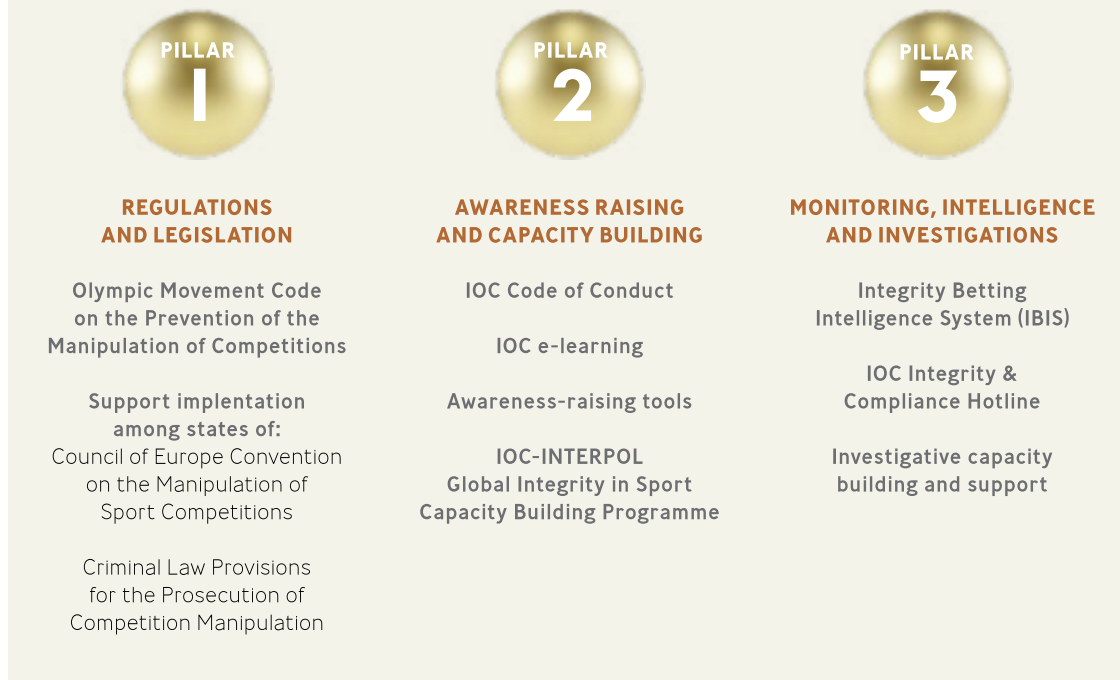 PILLAR
1
REGULATIONS
AND LEGISLATION
Olympic Movement Code
on the Prevention of the
Manipulation of Competitions
Support implentation
among states of:
Council of Europe Convention
on the Manipulation of
Sport Competitions
Criminal Law Provisions
for the Prosecution of
Competition Manipulation
PILLAR
2
AWARENESS RAISING
AND CAPACITY BUILDING
IOC Code of Conduct
IOC e-learning
Awareness-raising tools
IOC-INTERPOL
Global Integrity in Sport
Capacity Building Programme
PILLAR
3
MONITORING, INTELLIGENCE
AND INVESTIGATIONS
Integrity Betting
Intelligence System (IBIS)
IOC Integrity &
Compliance Hotline
Investigative capacity
building and support